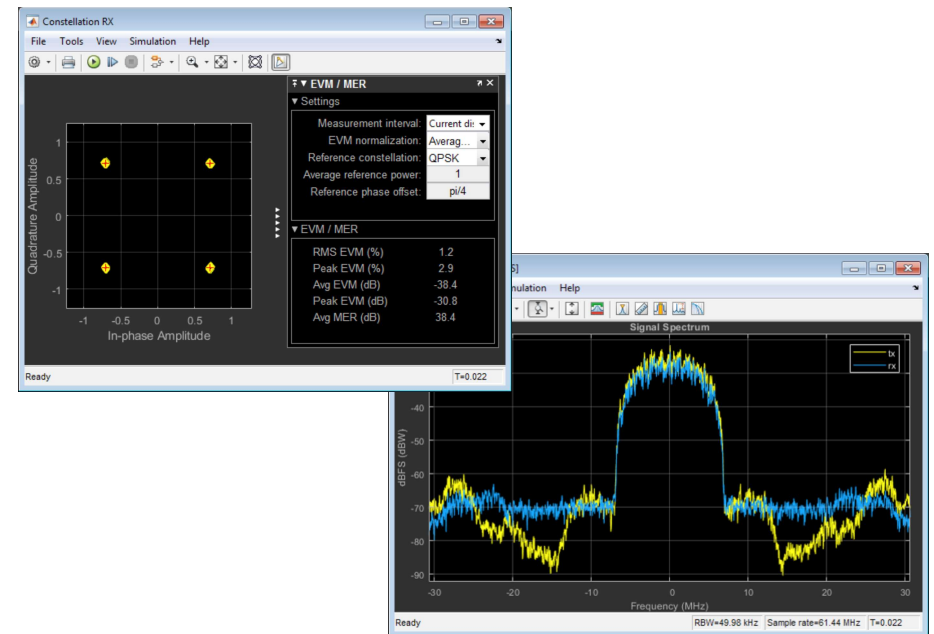 Constellation RX
File Tools View Simulation Help
EVM / MER
Settings
Measurement interval: Current dis
EVM normalization: Averag...
Reference constellation: QPSK
Average reference power: 1
Reference phase offset: pi/4
EVM / MER
RMS EVM (%) 1.2
Peak EVM (%) 2.9
Avg EVM (dB) -38.4
Peak EVM (dB) -30.8
Avg MER (dB) 38.4
Quadrature Amplitude
1
0.5
0
-0.5
-1
-1 -0.5 0 0.5 1
In-phase Amplitude
Ready T=0.022
S]
nulation Help
Signal Spectrum
tx
rx
dBFS (dBW)
-40
-50
-60
-70
-80
-90
-30 -20 -10 0 10 20 30
Frequency (MHz)
Ready RBW=49.98 kHz Sample rate=61.44 MHz T=0.022